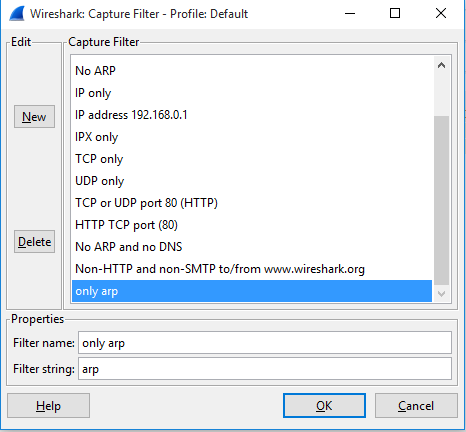 Wireshark: Capture Filter - Profile: Default
Edit
Capture Filter
New
Delete
No ARP
IP only
IP address 192.168.0.1
IPX only
TCP only
UDP only
TCP or UDP port 80 (HTTP)
HTTP TCP port (80)
No ARP and no DNS
Non-HTTP and non-SMTP to/from www.wireshark.org
only arp
Properties
Filter name: only arp
Filter string: arp
Help
OK
Cancel